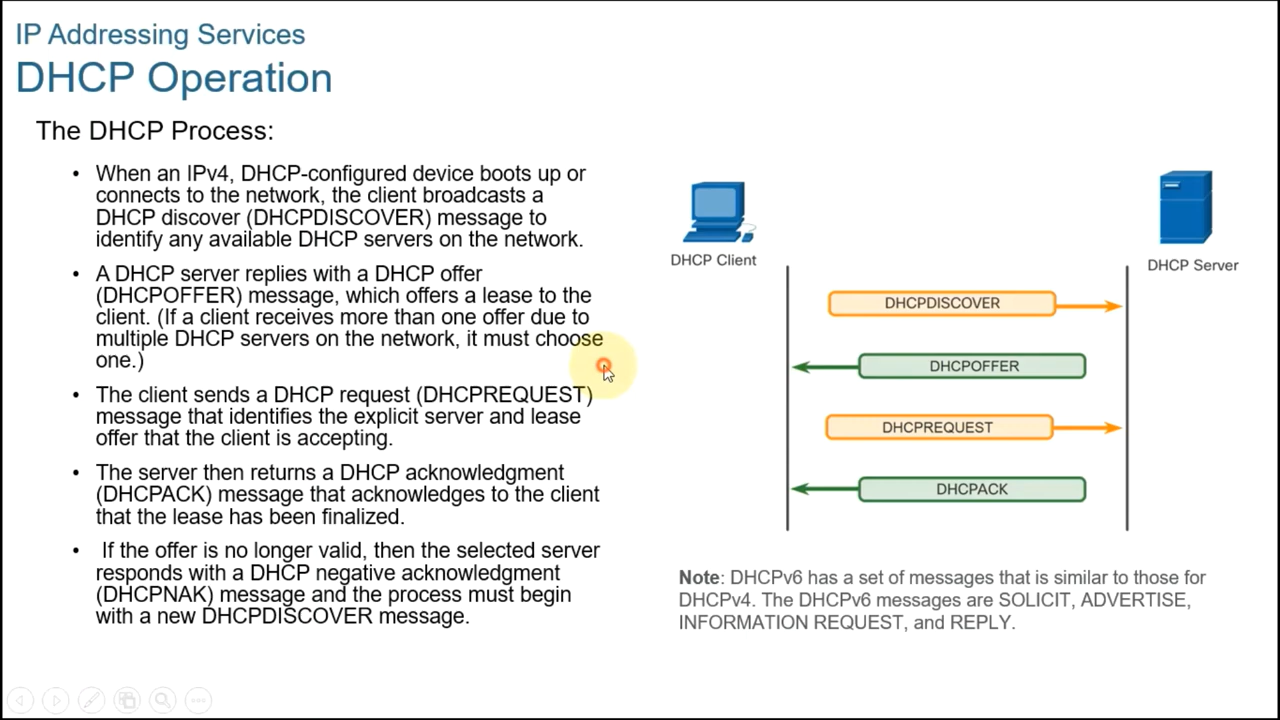 IP Addressing Services
DHCP Operation
The DHCP Process:
• When an IPv4, DHCP-configured device boots up or
connects to the network, the client broadcasts a
DHCP discover (DHCPDISCOVER) message to
identify any available DHCP servers on the network.
• A DHCP server replies with a DHCP offer
(DHCPOFFER) message, which offers a lease to the
client. (If a client receives more than one offer due to
multiple DHCP servers on the network, it must choose
one.)
• The client sends a DHCP request (DHCPREQUEST)
message that identifies the explicit server and lease
offer that the client is accepting.
• The server then returns a DHCP acknowledgment
(DHCPACK) message that acknowledges to the client
that the lease has been finalized.
• If the offer is no longer valid, then the selected server
responds with a DHCP negative acknowledgment
(DHCPNAK) message and the process must begin
with a new DHCPDISCOVER message.
DHCP Client
DHCP Server
DHCPDISCOVER
DHCPOFFER
DHCPREQUEST
DHCPACK
Note: DHCPv6 has a set of messages that is similar to those for
DHCPv4. The DHCPv6 messages are SOLICIT, ADVERTISE,
INFORMATION REQUEST, and REPLY.